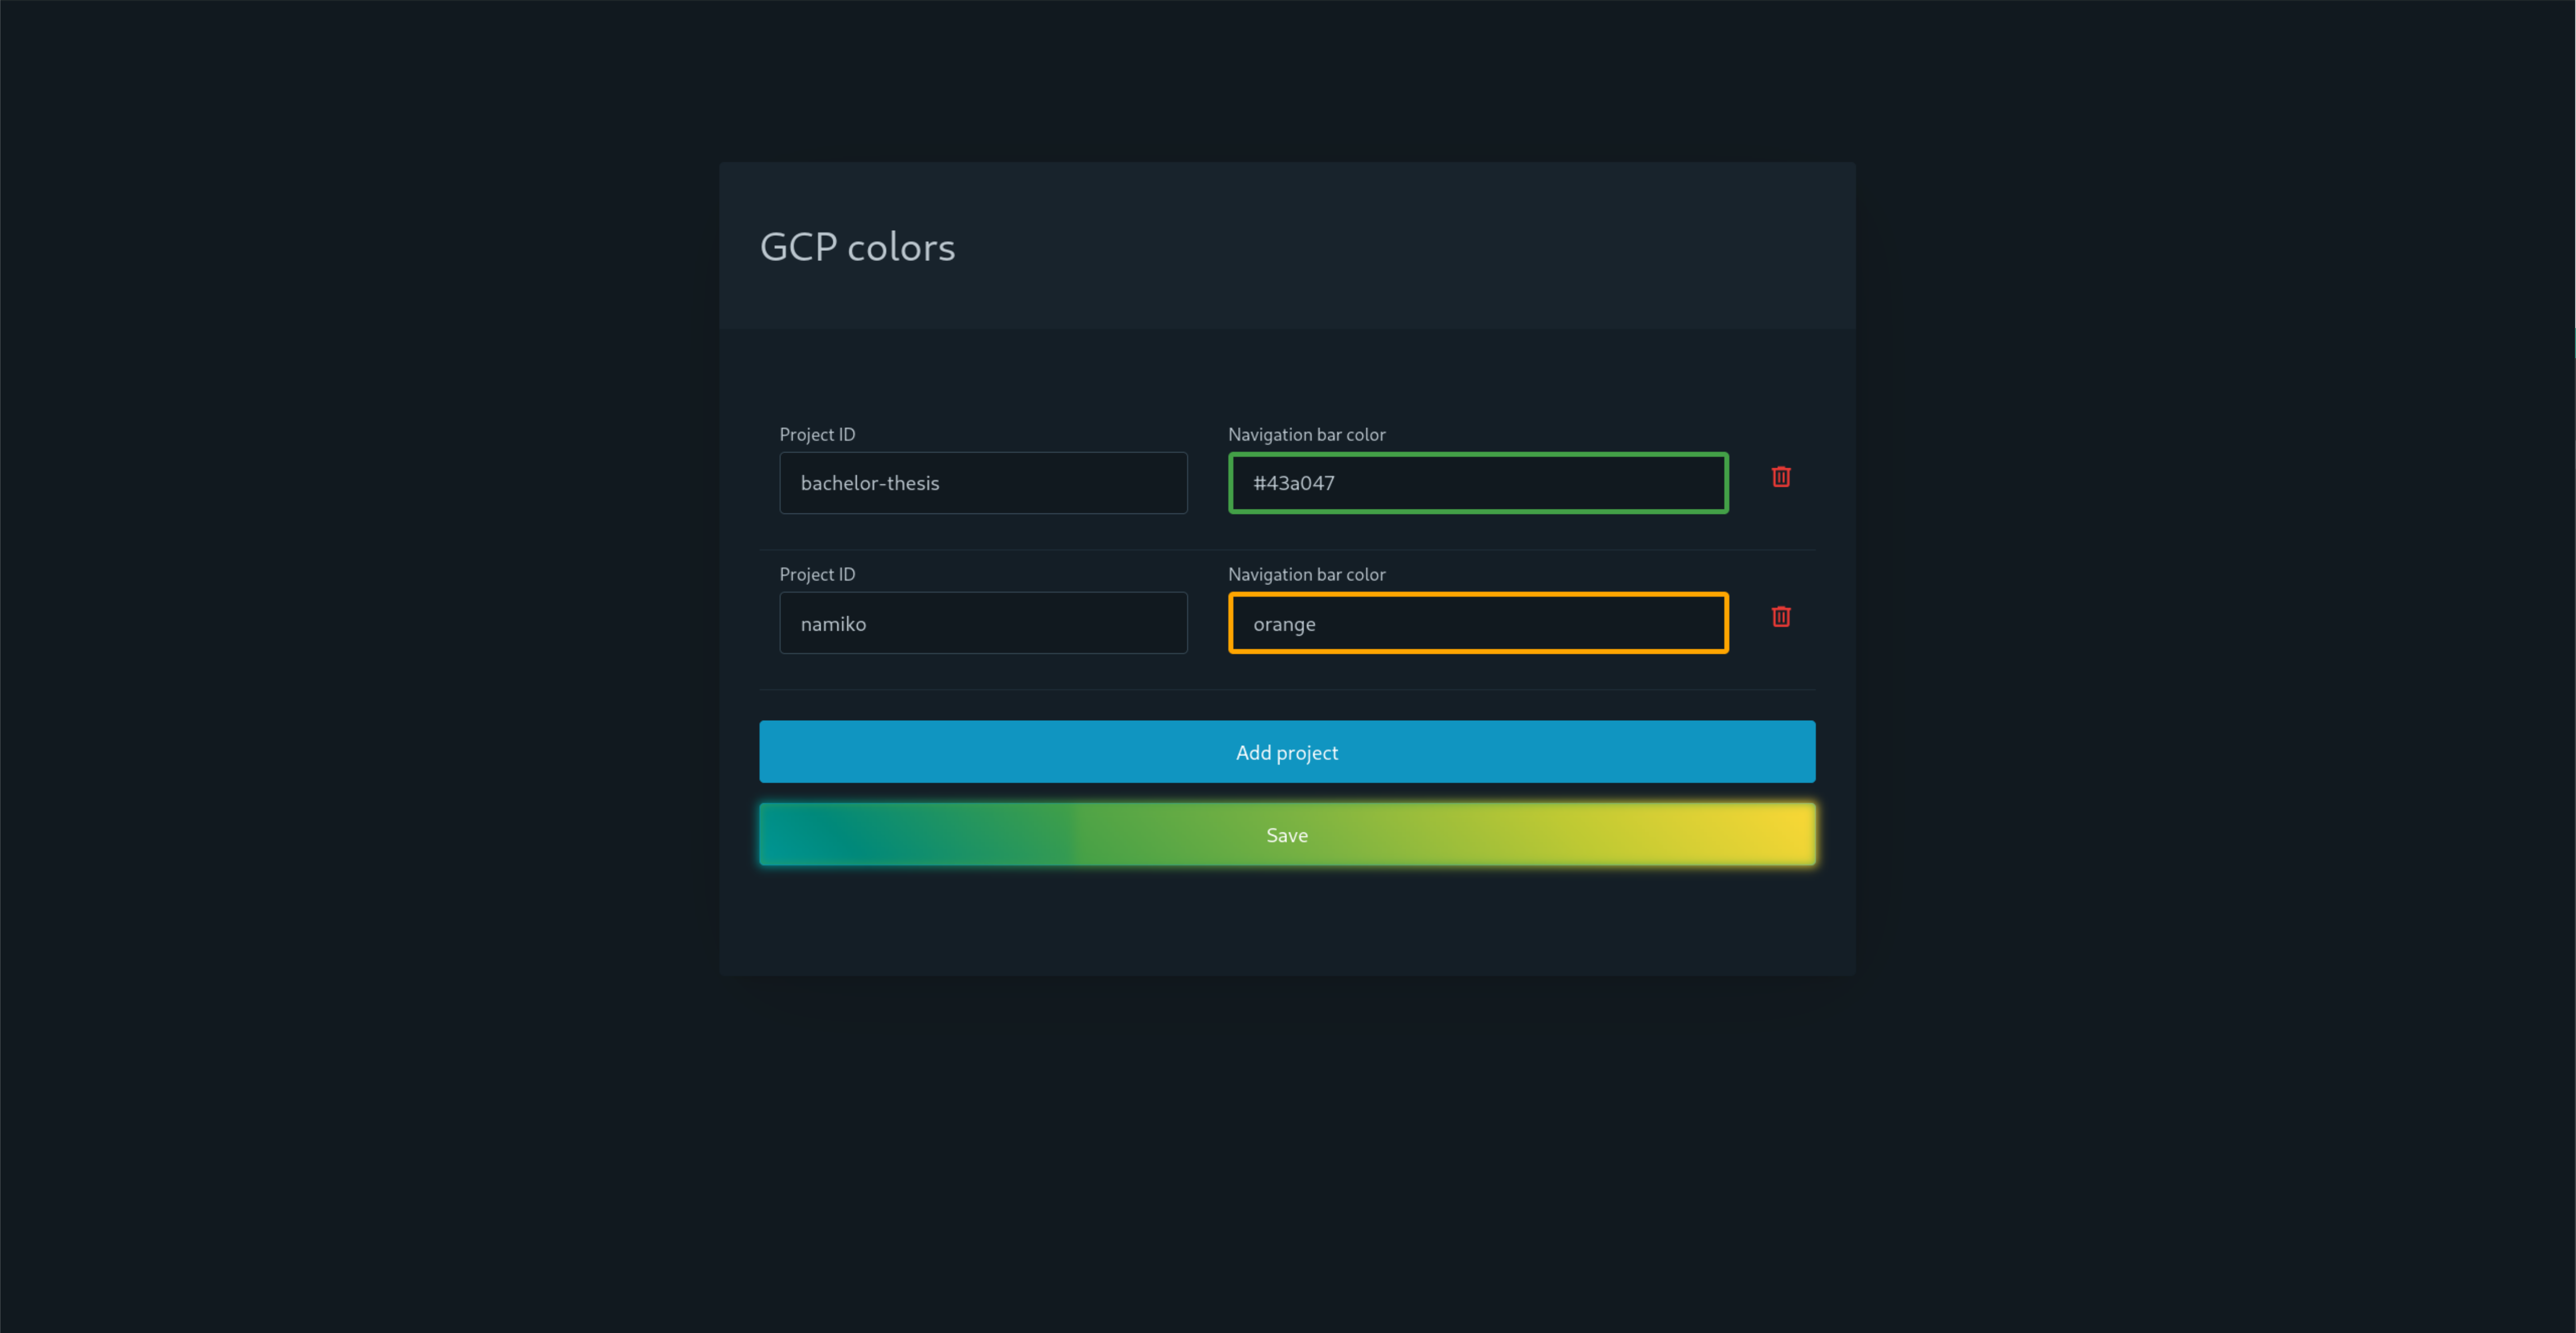 GCP colors
Project ID
Navigation bar color
bachelor-thesis
#43a047
Project ID
Navigation bar color
namiko
orange
Add project
Save